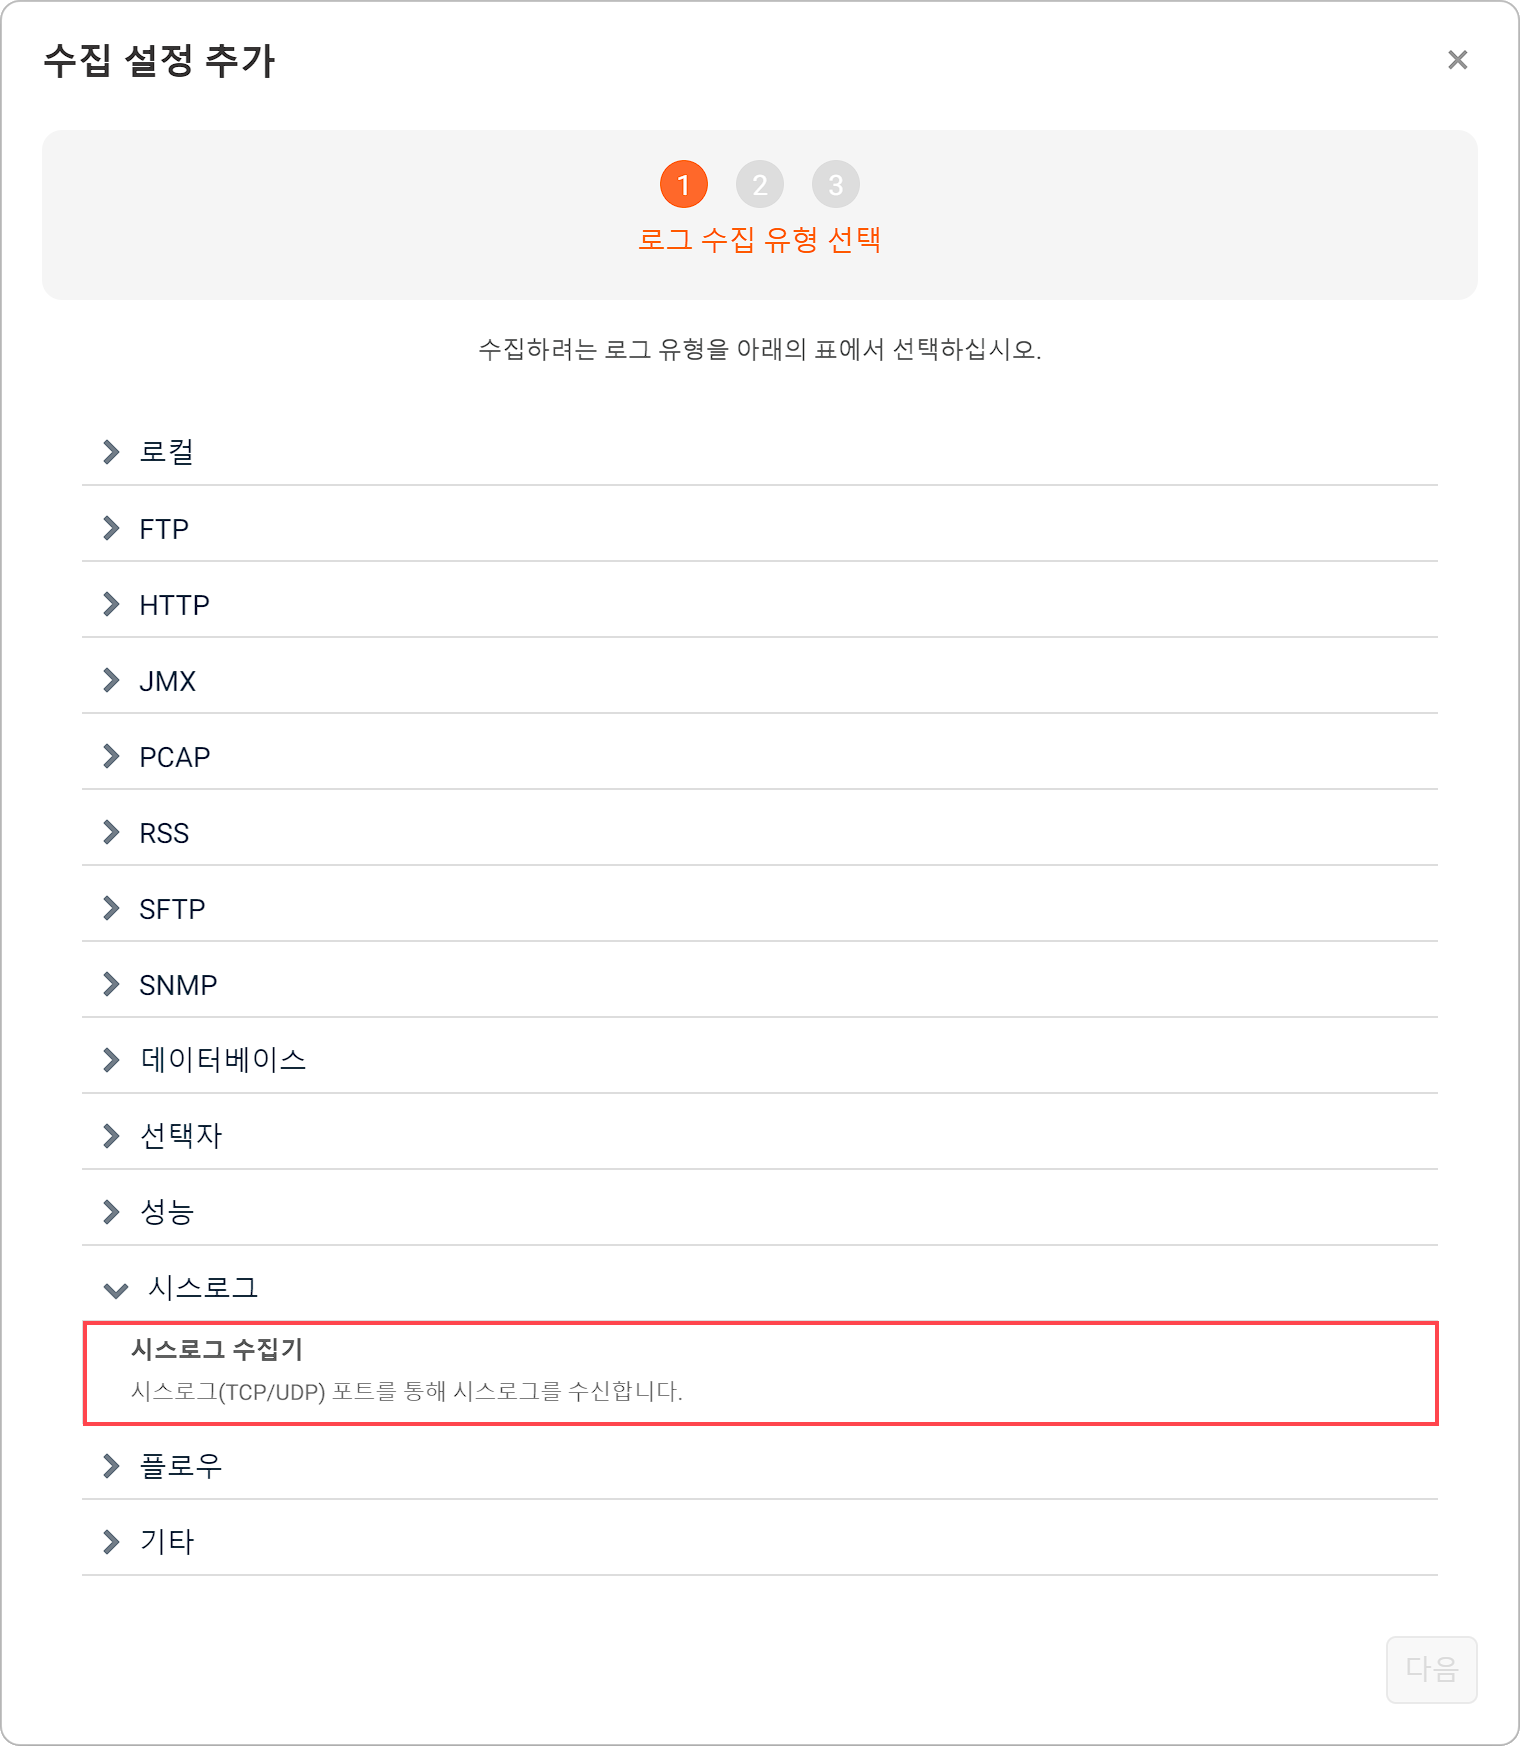 수집 설정 추가
1 2 3
로그 수집 유형 선택
수집하려는 로그 유형을 아래의 표에서 선택하십시오.
로컬
FTP
HTTP
JMX
PCAP
RSS
SFTP
SNMP
데이터베이스
선택자
성능
시스로그
시스로그 수집기
시스로그(TCP/UDP) 포트를 통해 시스로그를 수신합니다.
플로우
기타
다음